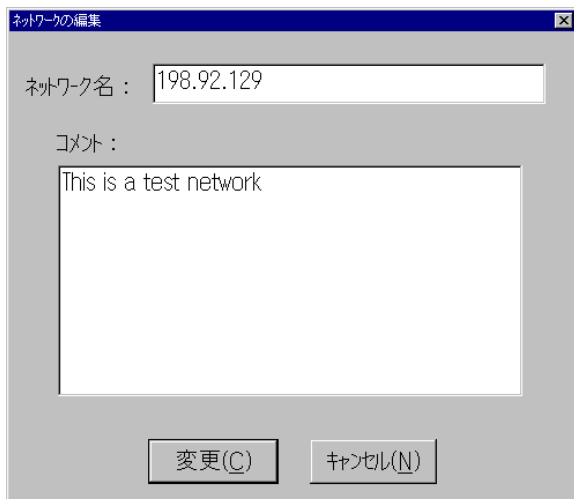 ネットワークの編集
ネットワーク名：
198.92.129
コメント：
This is a test network
変更(C)
キャンセル(N)